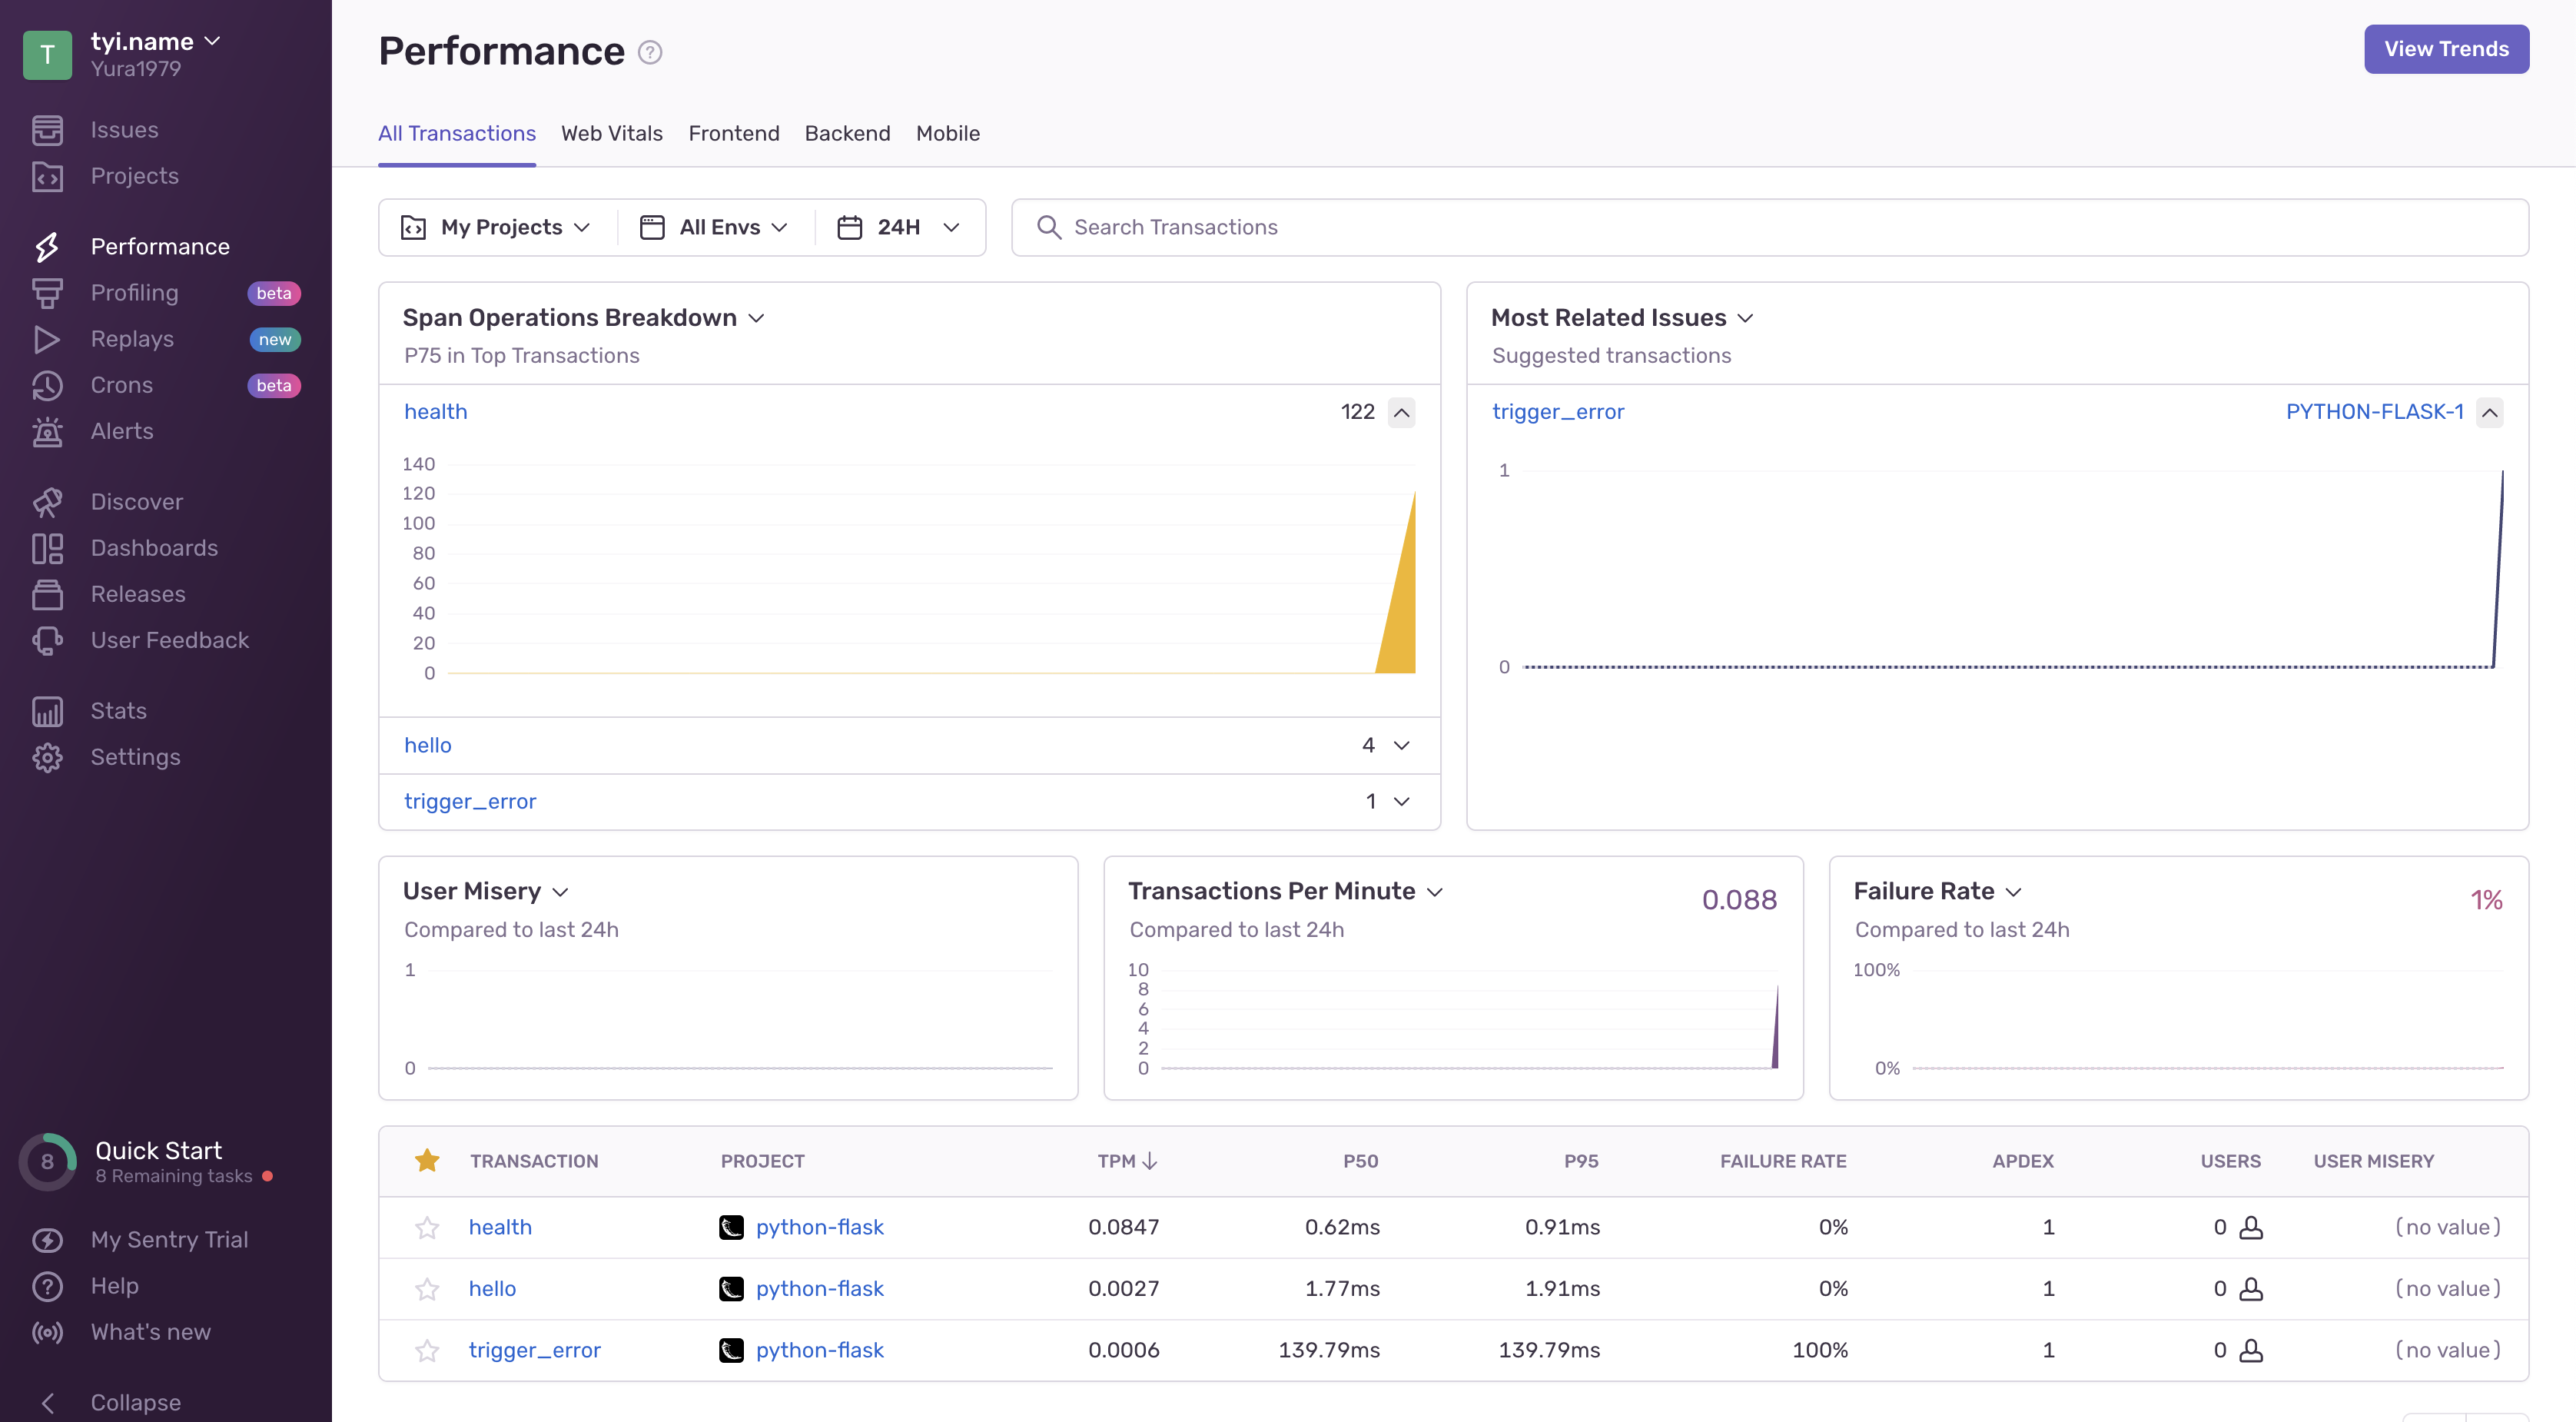 T
tyi.name
Yura1979
Issues
Projects
Performance
Profiling beta
Replays new
Crons beta
Alerts
Discover
Dashboards
Releases
User Feedback
Stats
Settings
8
Quick Start
8 Remaining tasks
My Sentry Trial
Help
What's new
Collapse
Performance
View Trends
All Transactions Web Vitals Frontend Backend Mobile
My Projects All Envs 24H Search Transactions
Span Operations Breakdown
P75 in Top Transactions
health 122
140
120
100
80
60
40
20
0
hello 4
trigger_error 1
Most Related Issues
Suggested transactions
trigger_error PYTHON-FLASK-1
1
0
User Misery
Compared to last 24h
1
0
Transactions Per Minute 0.088
Compared to last 24h
10
8
6
4
2
0
Failure Rate 1%
Compared to last 24h
100%
0%
TRANSACTION PROJECT TPM P50 P95 FAILURE RATE APDEX USERS USER MISERY
health python-flask 0.0847 0.62ms 0.91ms 0% 1 0 (no value)
hello python-flask 0.0027 1.77ms 1.91ms 0% 1 0 (no value)
trigger_error python-flask 0.0006 139.79ms 139.79ms 100% 1 0 (no value)